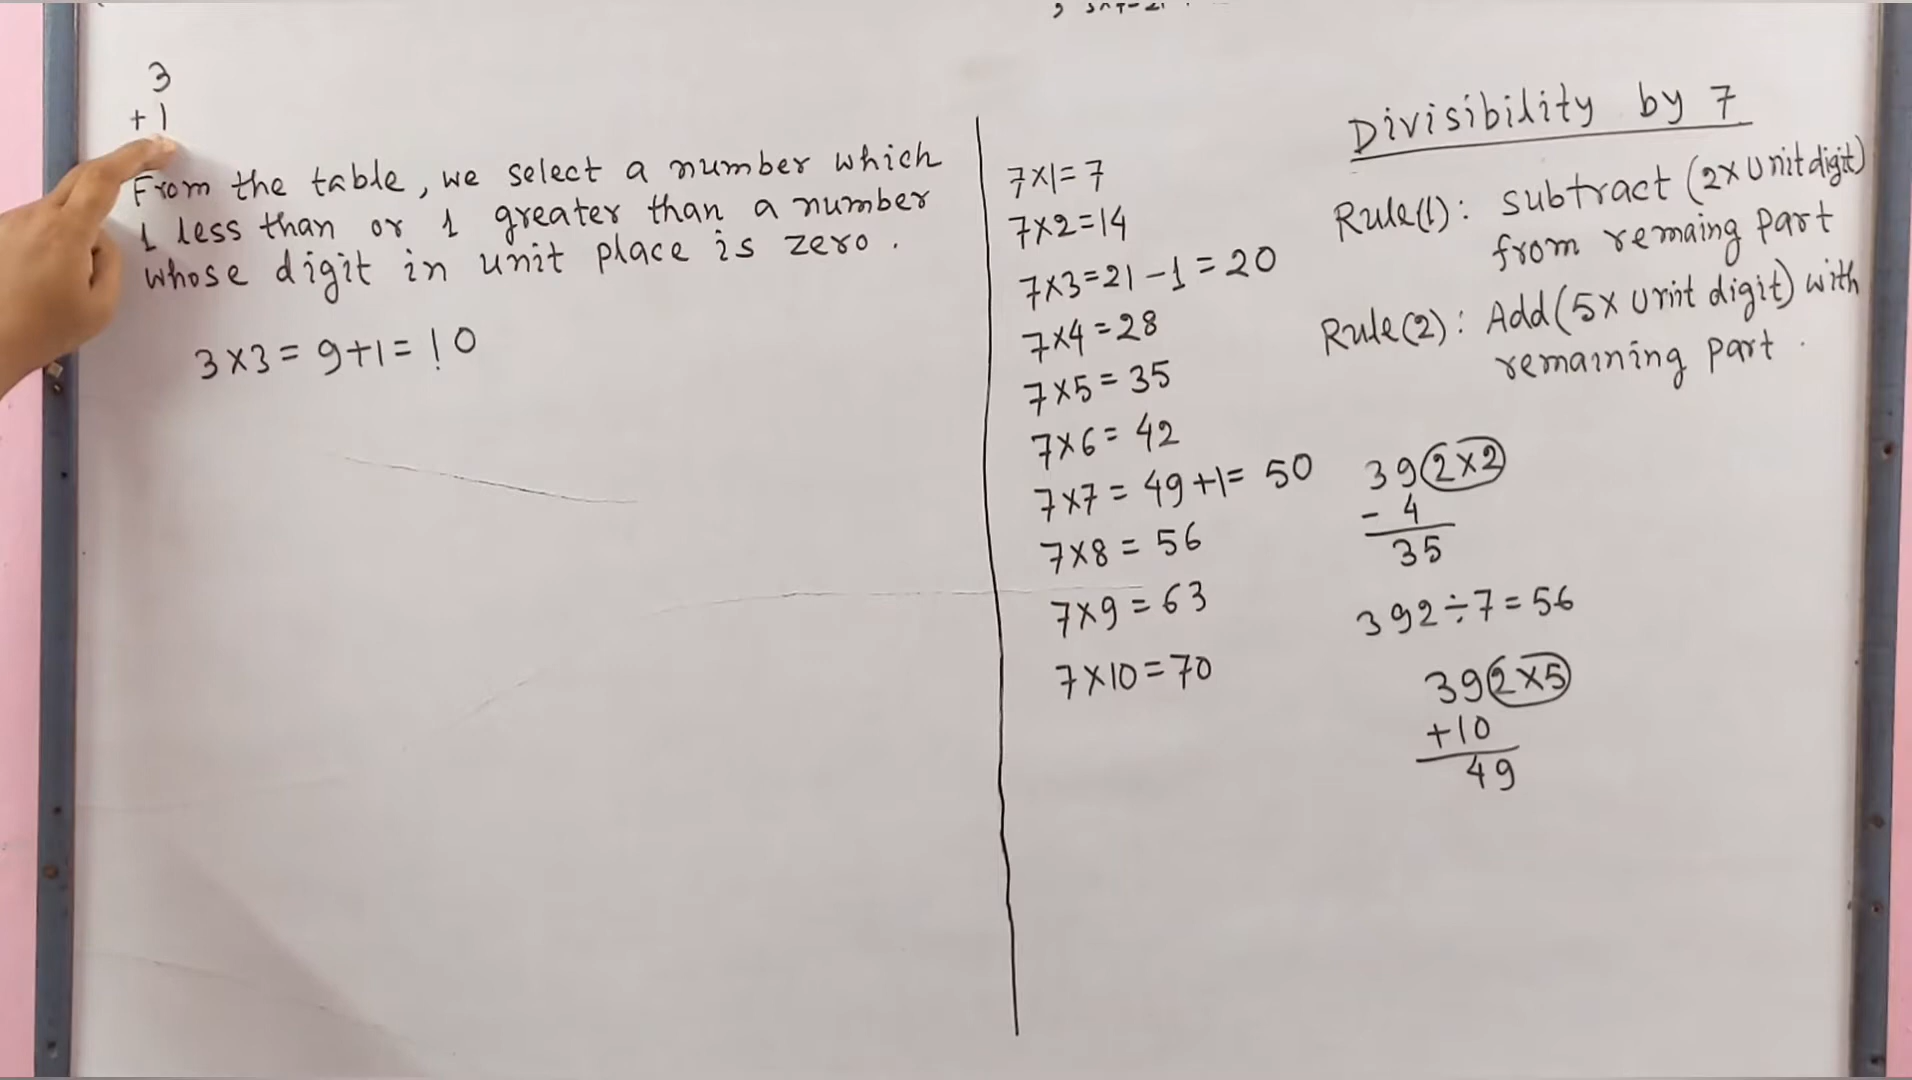 3
+ 1
From the table, we select a number which
1 less than or 1 greater than a number
whose digit in unit place is zero.
3×3 = 9+1 = 10
7×1 = 7
7×2 = 14
7×3 = 21 - 1 = 20
7×4 = 28
7×5 = 35
7×6 = 42
7×7 = 49 + 1 = 50
7×8 = 56
7×9 = 63
7×10 = 70
Divisibility by 7
Rule(1): subtract (2× Unit digit)
from remaing part
Rule(2): Add (5× Unit digit) with
remaining part.
39 2×2
- 4
35
392 ÷ 7 = 56
39 2×5
+10
49